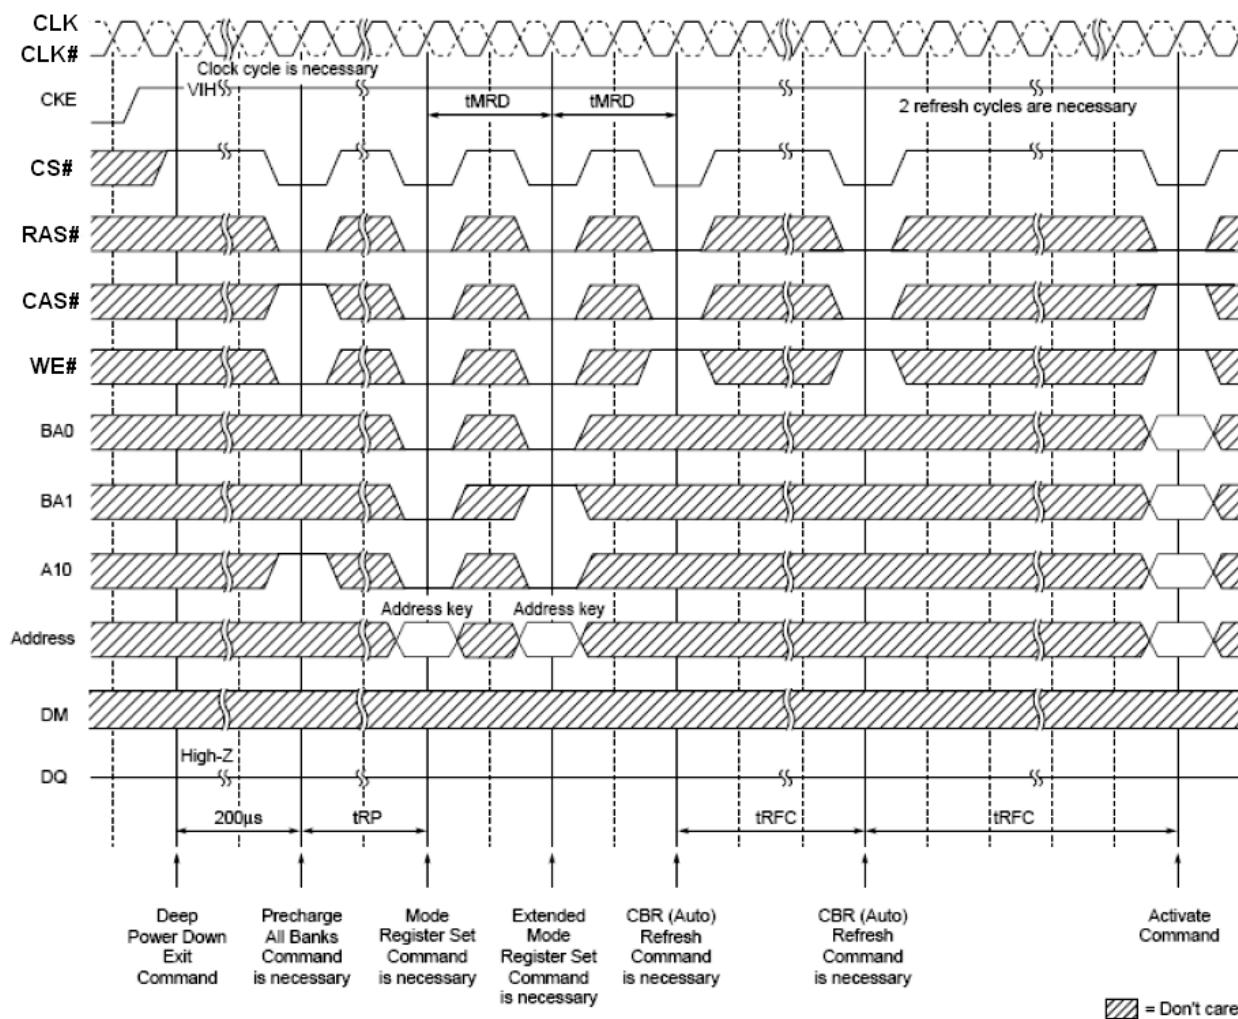 CLK
CLK#
Clock cycle is necessary
CKE
VIH
tMRD
tMRD
2 refresh cycles are necessary
CS#
RAS#
CAS#
WE#
BA0
BA1
A10
Address key
Address key
Address
DM
High-Z
DQ
200μs
tRP
tRFC
tRFC
Deep
Power Down
Exit
Command
Precharge
All Banks
Command
is necessary
Mode
Register Set
Command
is necessary
Extended
Mode
Register Set
Command
is necessary
CBR (Auto)
Refresh
Command
is necessary
CBR (Auto)
Refresh
Command
is necessary
Activate
Command
= Don't care